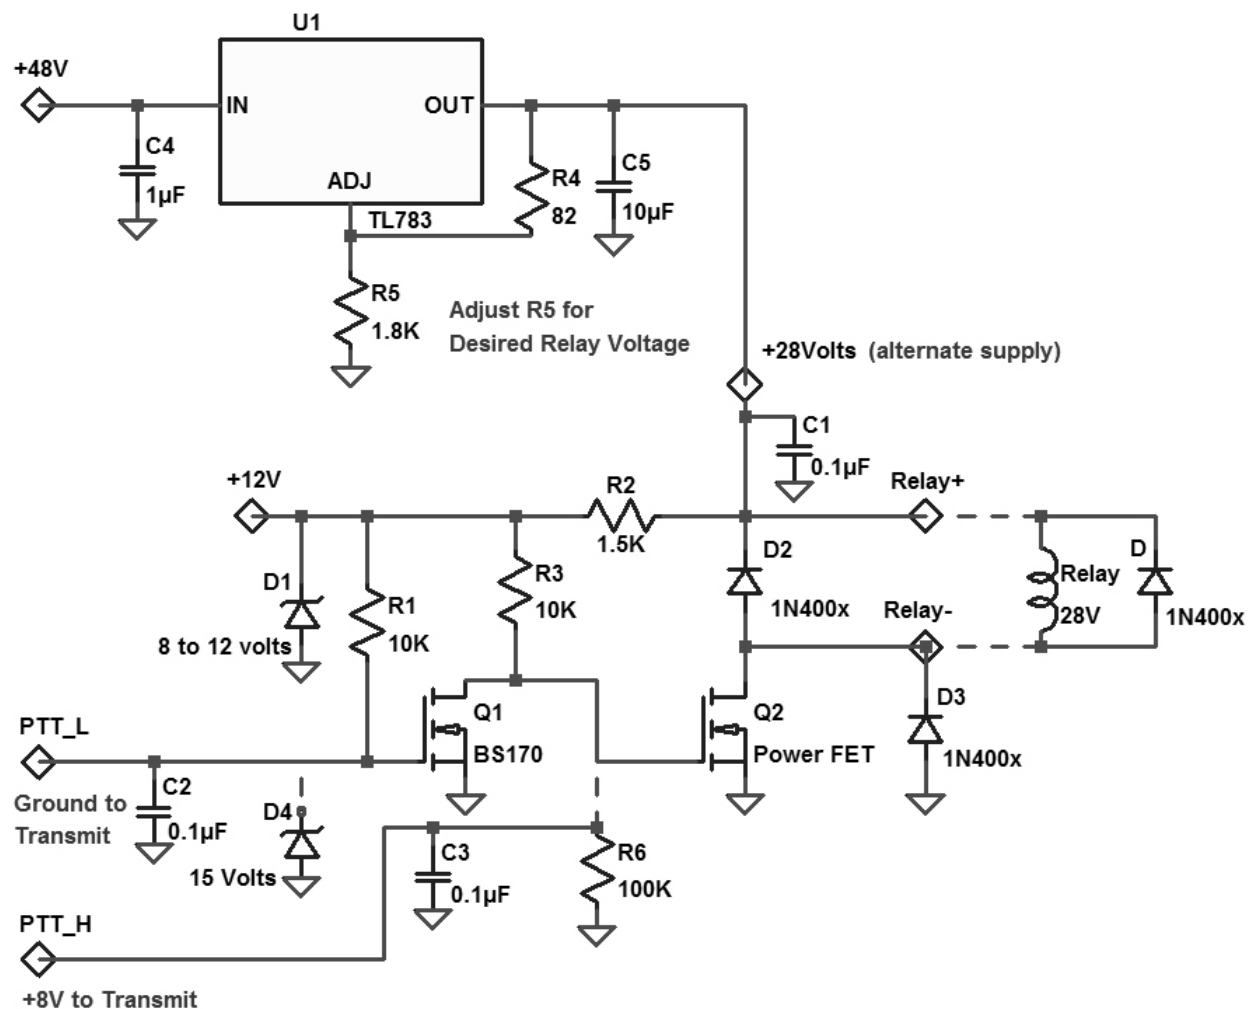 U1
+48V
IN
OUT
C4
1µF
ADJ
TL783
R4
82
C5
10µF
R5
1.8K
Adjust R5 for
Desired Relay Voltage
+28Volts (alternate supply)
C1
0.1µF
+12V
R2
1.5K
Relay+
D1
8 to 12 volts
R1
10K
R3
10K
D2
1N400x
Relay-
Relay
28V
D
1N400x
PTT_L
Ground to
Transmit
C2
0.1µF
Q1
BS170
Q2
Power FET
D3
1N400x
D4
15 Volts
C3
0.1µF
R6
100K
PTT_H
+8V to Transmit